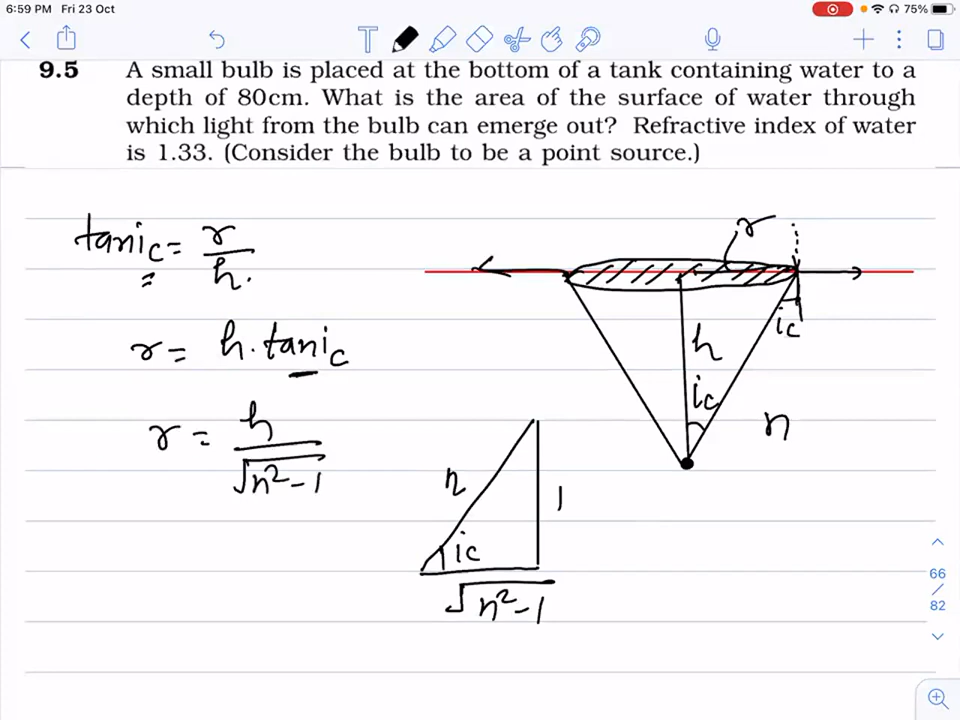 6:59 PM Fri 23 Oct
75%
9.5 A small bulb is placed at the bottom of a tank containing water to a
depth of 80cm. What is the area of the surface of water through
which light from the bulb can emerge out? Refractive index of water
is 1.33. (Consider the bulb to be a point source.)
tan ic = r/h.
r = h. tan ic
r = h/√n²-1
r
ic
h
ic
n
n
1
ic
√n²-1
66
/
82